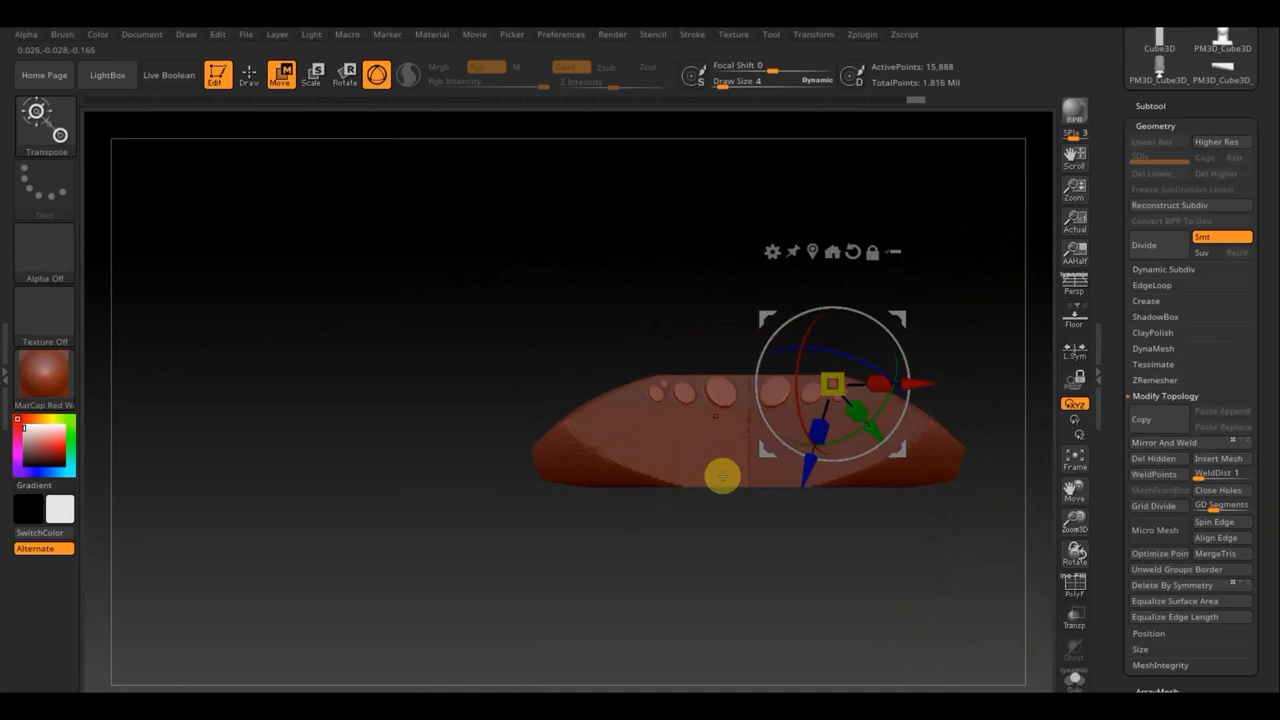 Alpha Brush Color Document Draw Edit File Layer Light Macro Marker Material Movie Picker Preferences Render Stencil Stroke Texture Tool Transform Zplugin Zscript
0.026,-0.028,-0.165
Home Page
LightBox
Live Boolean
Edit
Draw
Move
Scale
Rotate
Mrgb Rgb M
Rgb Intensity
Zadd Zsub Zcut
Z Intensity
S
Focal Shift 0
Draw Size 4
Dynamic
D
ActivePoints: 15,888
TotalPoints: 1.816 Mil
Cube3D
PM3D_Cube3D
PM3D_Cube3D_
PM3D_Cube3D_
Transpose
Dots
Alpha Off
Texture Off
MatCap Red Wa
Gradient
SwitchColor
Alternate
BPR
SPix 3
Scroll
Zoom
Actual
AAHalf
Dynamic
Persp
Floor
L.Sym
XYZ
Y
Z
Frame
Move
Zoom3D
Rotate
Line Fill
PolyF
Transp
Ghost
Dynamic
Solo
Subtool
Geometry
Lower Res
Higher Res
SDiv
Cage
Rstr
Del Lower
Del Higher
Freeze SubDivision Levels
Reconstruct Subdiv
Convert BPR To Geo
Divide
Smt
Suv
ReUV
Dynamic Subdiv
EdgeLoop
Crease
ShadowBox
ClayPolish
DynaMesh
Tessimate
ZRemesher
Modify Topology
Copy
Paste Append
Paste Replace
Mirror And Weld
Del Hidden
Insert Mesh
WeldPoints
WeldDist 1
MeshFromBru
Close Holes
Grid Divide
GD Segments
Micro Mesh
Spin Edge
Align Edge
Optimize Poin
MergeTris
Unweld Groups Border
Delete By Symmetry
Equalize Surface Area
Equalize Edge Length
Position
Size
MeshIntegrity
ArrayMesh